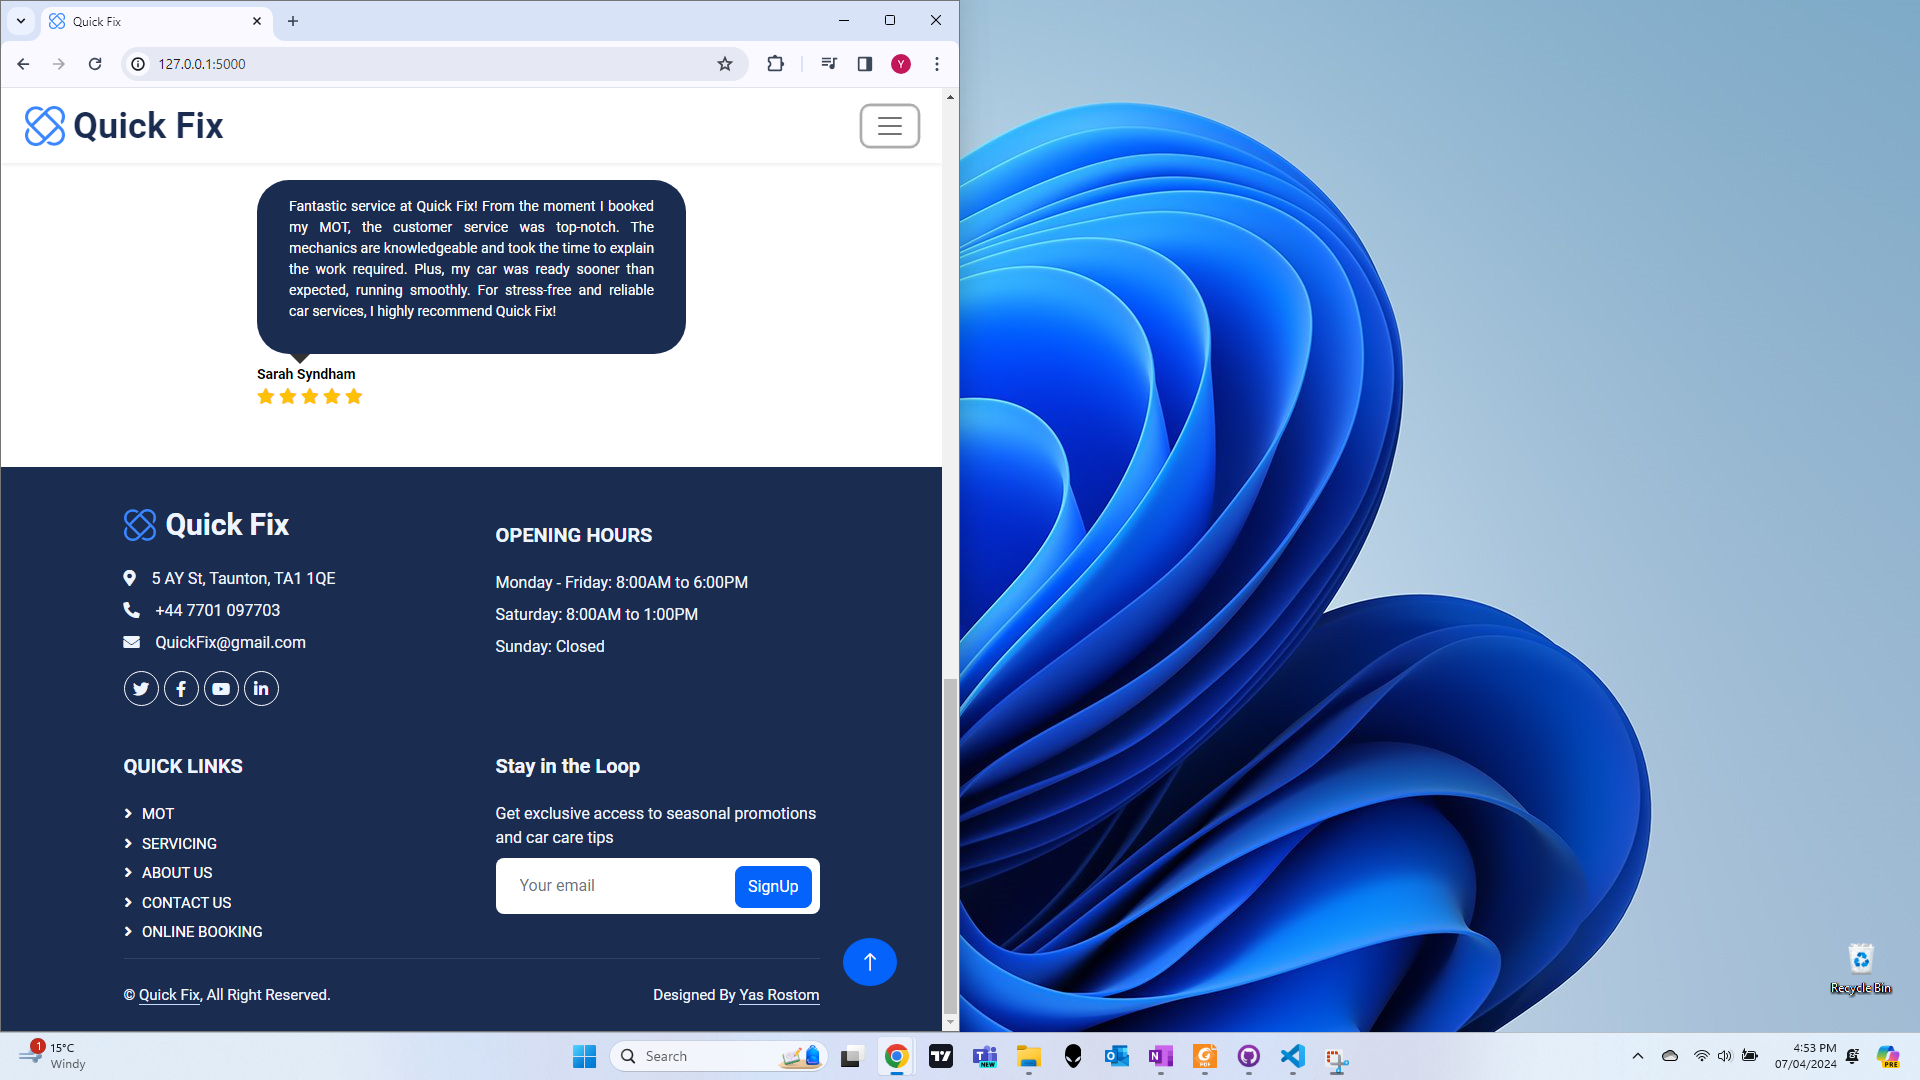 Quick Fix
127.0.0.1:5000
Y
Quick Fix
Fantastic service at Quick Fix! From the moment I booked
my MOT, the customer service was top-notch. The
mechanics are knowledgeable and took the time to explain
the work required. Plus, my car was ready sooner than
expected, running smoothly. For stress-free and reliable
car services, I highly recommend Quick Fix!
Sarah Syndham
Quick Fix
5 AY St, Taunton, TA1 1QE
+44 7701 097703
QuickFix@gmail.com
OPENING HOURS
Monday - Friday: 8:00AM to 6:00PM
Saturday: 8:00AM to 1:00PM
Sunday: Closed
QUICK LINKS
MOT
SERVICING
ABOUT US
CONTACT US
ONLINE BOOKING
Stay in the Loop
Get exclusive access to seasonal promotions
and car care tips
Your email
SignUp
© Quick Fix, All Right Reserved.
Designed By Yas Rostom
Recycle Bin
1
15°C
Windy
Search
NEW
4:53 PM
07/04/2024
PRE